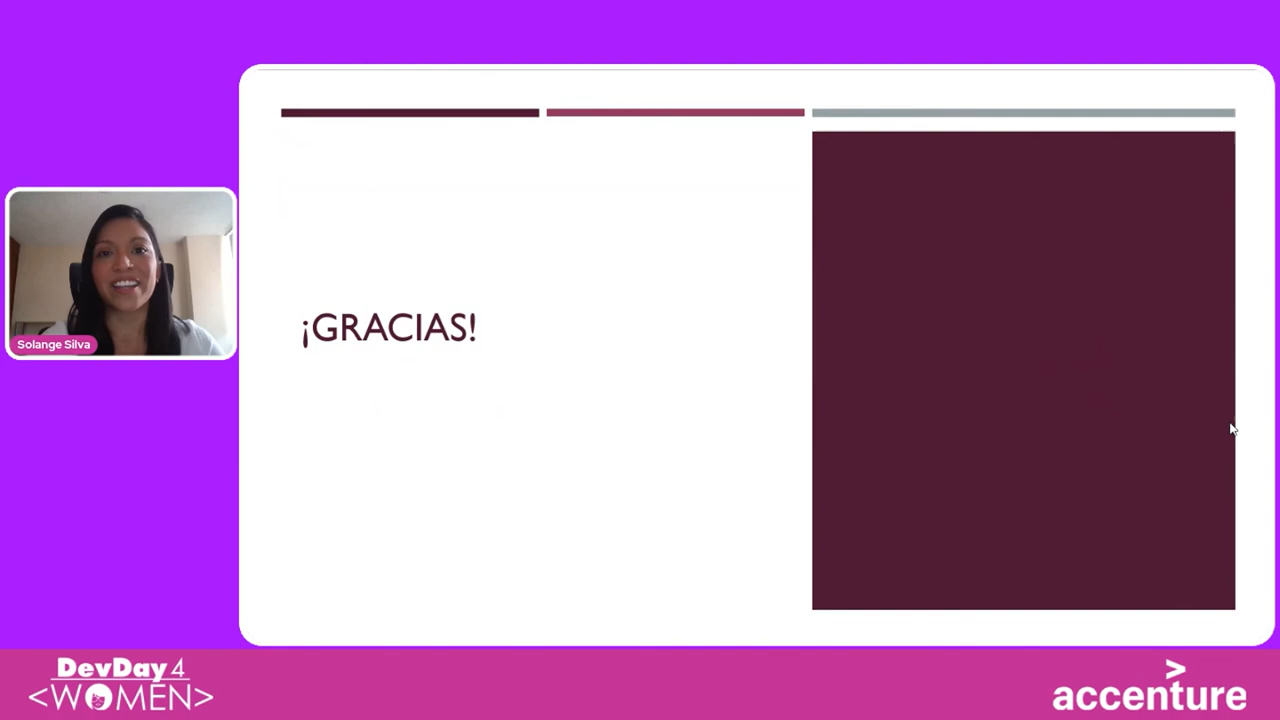 ¡GRACIAS!
Solange Silva
DevDay 4
<WOMEN>
>
accenture